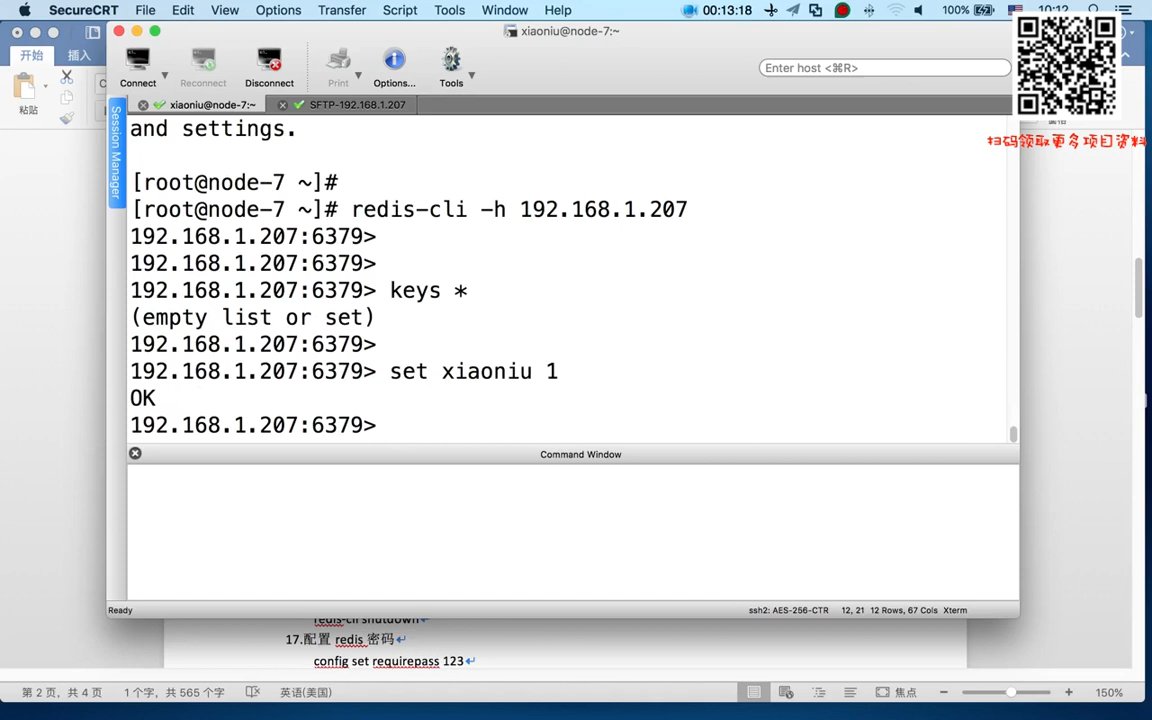 SecureCRT File Edit View Options Transfer Script Tools Window Help 00:13:18 100% 10:12
开始 插入
xiaoniu@node-7:~
粘贴
Connect Reconnect Disconnect Print Options... Tools
Enter host <⌘R>
扫码领取更多项目资料
xiaoniu@node-7:~ SFTP-192.168.1.207
Session Manager
and settings.
[root@node-7 ~]#
[root@node-7 ~]# redis-cli -h 192.168.1.207
192.168.1.207:6379>
192.168.1.207:6379>
192.168.1.207:6379> keys *
(empty list or set)
192.168.1.207:6379>
192.168.1.207:6379> set xiaoniu 1
OK
192.168.1.207:6379>
Command Window
Ready ssh2: AES-256-CTR 12, 21 12 Rows, 67 Cols Xterm
redis-cli shutdown
17.配置 redis 密码
config set requirepass 123
第 2 页，共 4 页 1 个字，共 565 个字 英语(美国) 焦点 150%